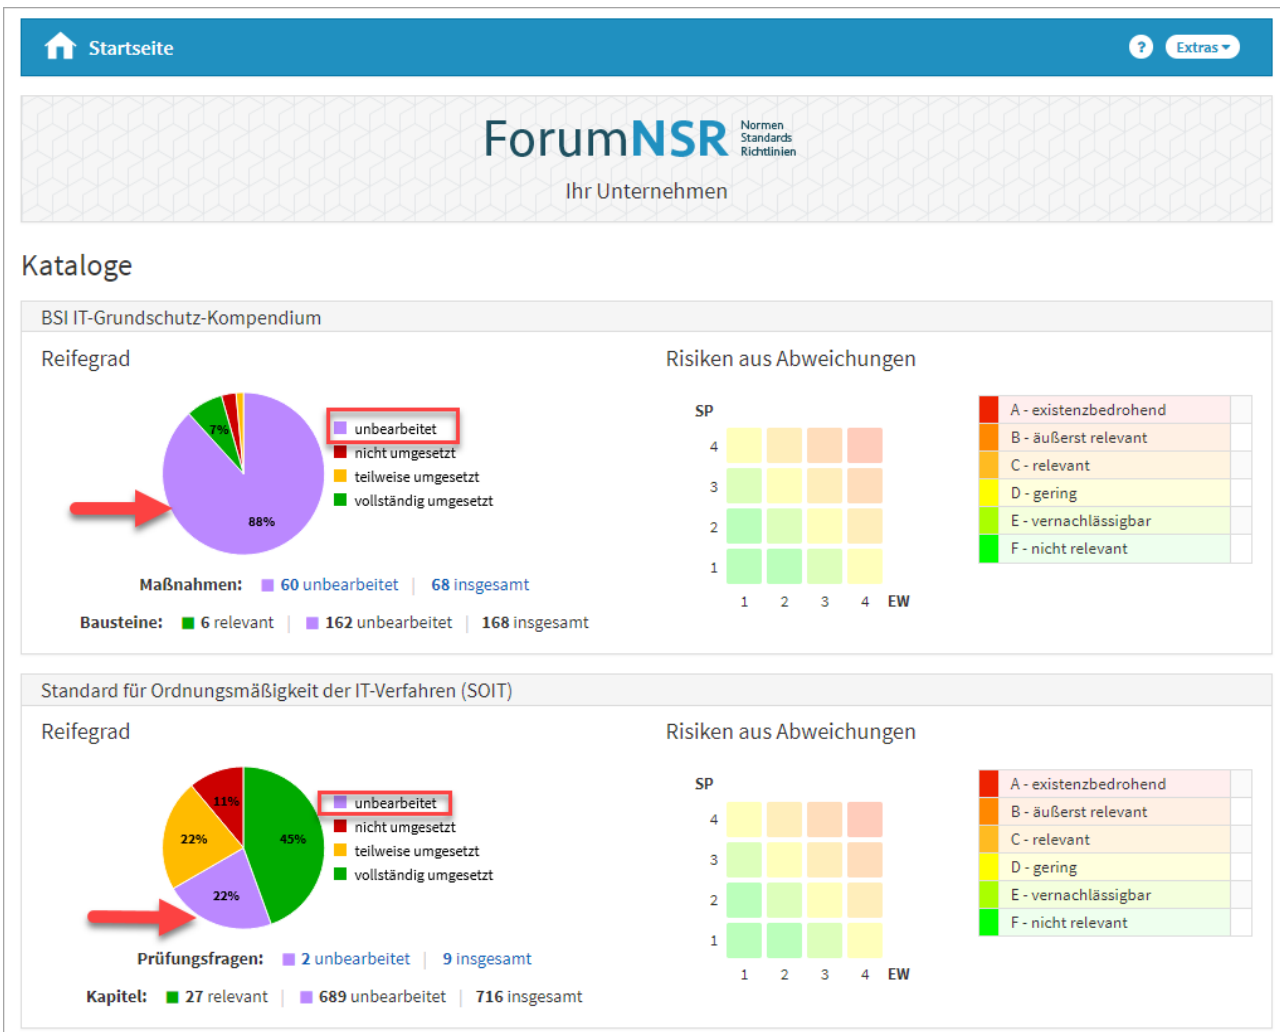 Startseite
? Extras
ForumNSR Normen Standards Richtlinien
Ihr Unternehmen
Kataloge
BSI IT-Grundschutz-Kompendium
Reifegrad
7%
88%
unbearbeitet
nicht umgesetzt
teilweise umgesetzt
vollständig umgesetzt
Maßnahmen: 60 unbearbeitet | 68 insgesamt
Bausteine: 6 relevant | 162 unbearbeitet | 168 insgesamt
Risiken aus Abweichungen
SP
4
3
2
1
1 2 3 4 EW
A - existenzbedrohend
B - äußerst relevant
C - relevant
D - gering
E - vernachlässigbar
F - nicht relevant
Standard für Ordnungsmäßigkeit der IT-Verfahren (SOIT)
Reifegrad
11%
22%
45%
22%
unbearbeitet
nicht umgesetzt
teilweise umgesetzt
vollständig umgesetzt
Prüfungsfragen: 2 unbearbeitet | 9 insgesamt
Kapitel: 27 relevant | 689 unbearbeitet | 716 insgesamt
Risiken aus Abweichungen
SP
4
3
2
1
1 2 3 4 EW
A - existenzbedrohend
B - äußerst relevant
C - relevant
D - gering
E - vernachlässigbar
F - nicht relevant